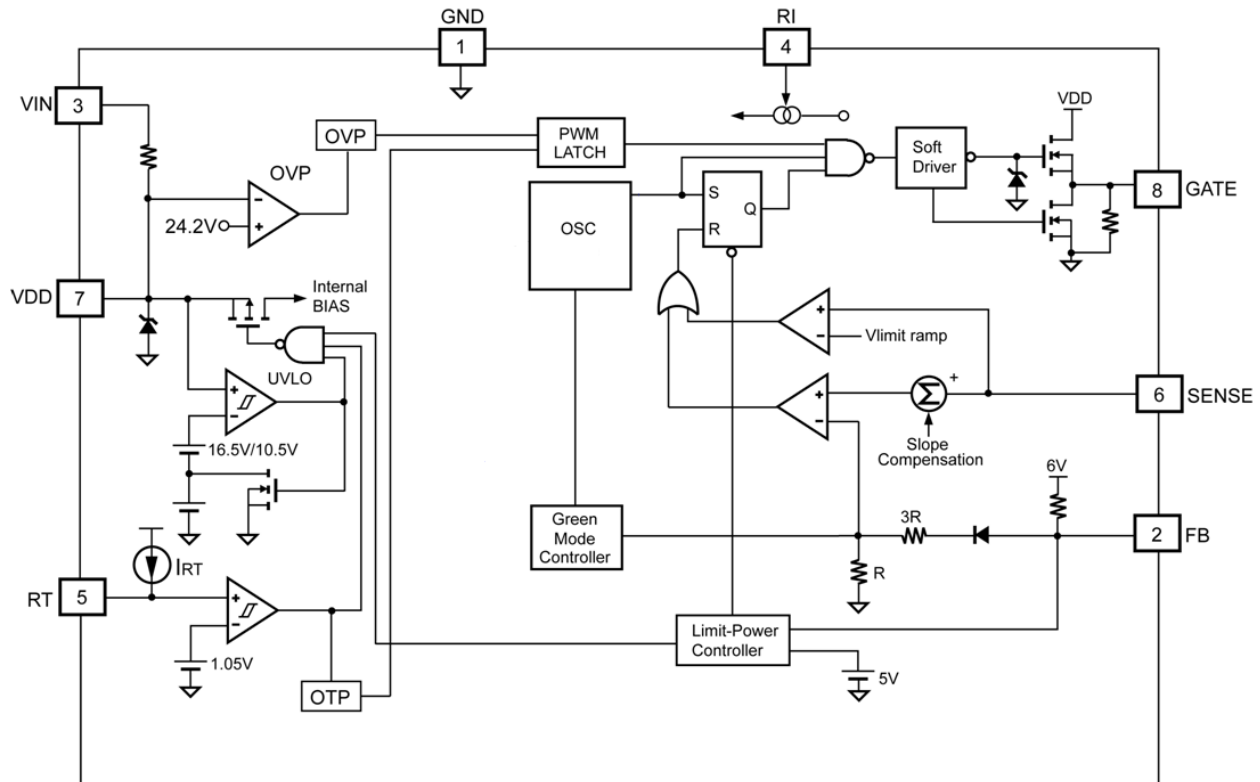 GND
1
RI
4
VIN
3
VDD
OVP
PWM
LATCH
Soft
Driver
OVP
24.2V
8
GATE
S
Q
R
OSC
VDD
7
Internal
BIAS
UVLO
+
−
Vlimit ramp
+
−
+
−
16.5V/10.5V
+
−
Σ
+
6
SENSE
Slope
Compensation
6V
Green
Mode
Controller
3R
2
FB
R
IRT
RT
5
+
−
1.05V
Limit-Power
Controller
5V
OTP
−
+